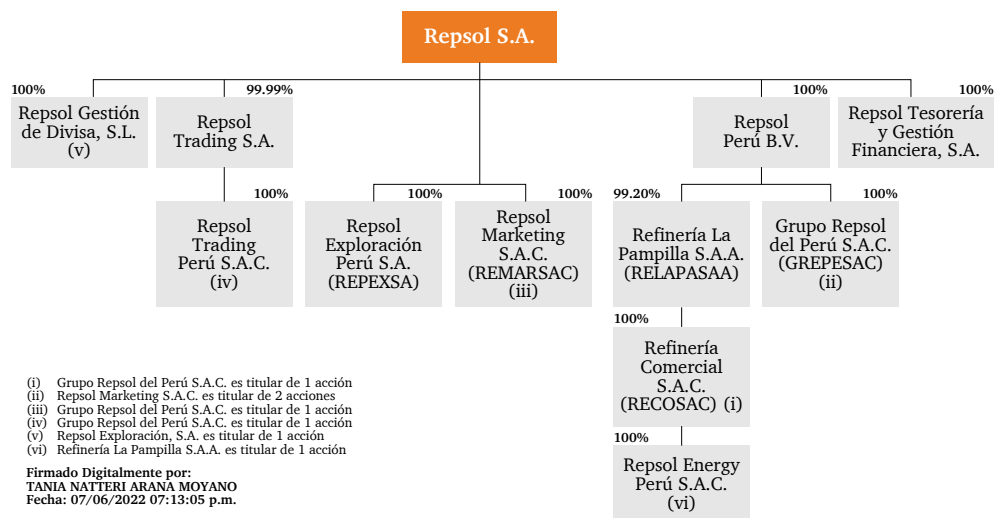 Repsol S.A.
100%
Repsol Gestión
de Divisa, S.L.
(v)
99.99%
Repsol
Trading S.A.
100%
Repsol
Perú B.V.
100%
Repsol Tesorería
y Gestión
Financiera, S.A.
100%
Repsol
Trading
Perú S.A.C.
(iv)
100%
Repsol
Exploración
Perú S.A.
(REPEXSA)
100%
Repsol
Marketing
S.A.C.
(REMARSAC)
(iii)
99.20%
Refinería La
Pampilla S.A.A.
(RELAPASAA)
100%
Grupo Repsol
del Perú S.A.C.
(GREPESAC)
(ii)
100%
Refinería
Comercial
S.A.C.
(RECOSAC) (i)
100%
Repsol Energy
Perú S.A.C.
(vi)
(i) Grupo Repsol del Perú S.A.C. es titular de 1 acción
(ii) Repsol Marketing S.A.C. es titular de 2 acciones
(iii) Grupo Repsol del Perú S.A.C. es titular de 1 acción
(iv) Grupo Repsol del Perú S.A.C. es titular de 1 acción
(v) Repsol Exploración, S.A. es titular de 1 acción
(vi) Refinería La Pampilla S.A.A. es titular de 1 acción
Firmado Digitalmente por:
TANIA NATTERI ARANA MOYANO
Fecha: 07/06/2022 07:13:05 p.m.